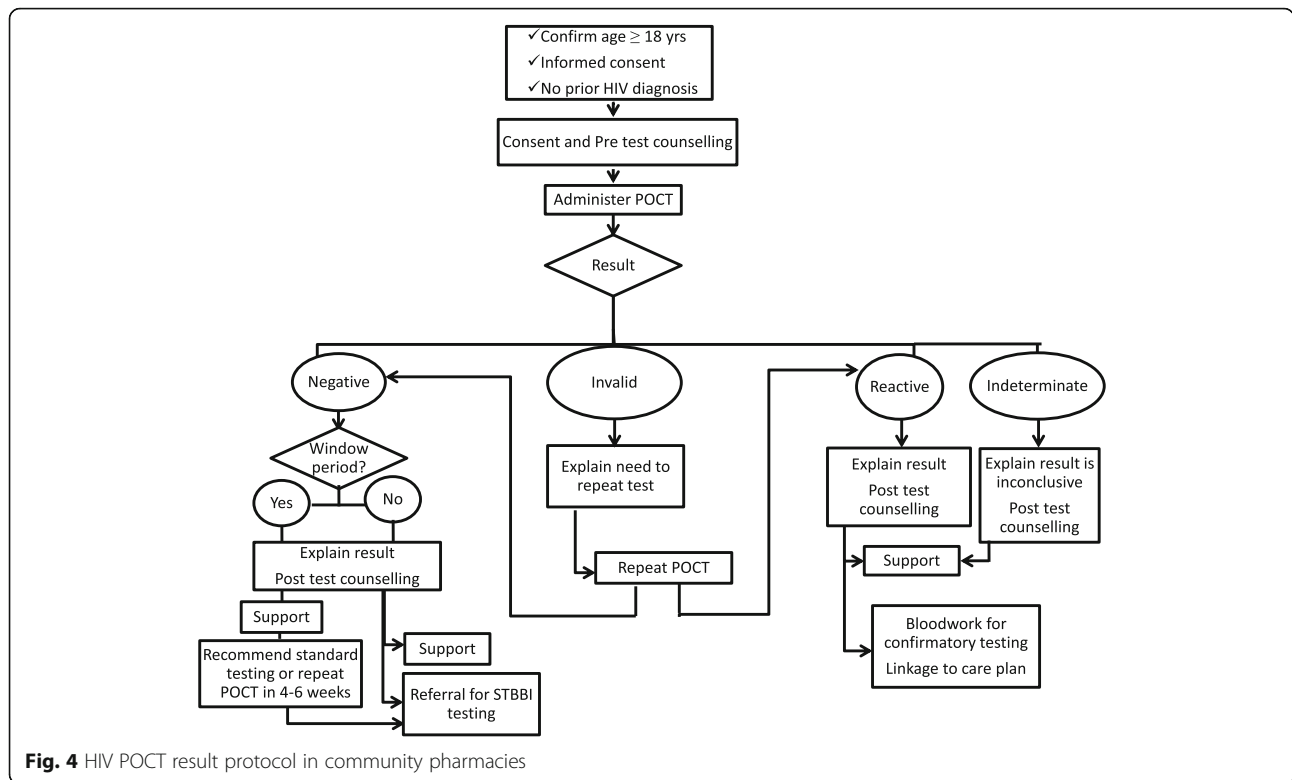 ✓Confirm age ≥ 18 yrs
✓Informed consent
✓No prior HIV diagnosis
Consent and Pre test counselling
Administer POCT
Result
Negative
Invalid
Reactive
Indeterminate
Window
period?
Yes
No
Explain result
Post test counselling
Support
Recommend standard
testing or repeat
POCT in 4-6 weeks
Support
Referral for STBBI
testing
Explain need to
repeat test
Repeat POCT
Explain result
Post test
counselling
Explain result is
inconclusive
Post test
counselling
Support
Bloodwork for
confirmatory testing
Linkage to care plan
Fig. 4 HIV POCT result protocol in community pharmacies